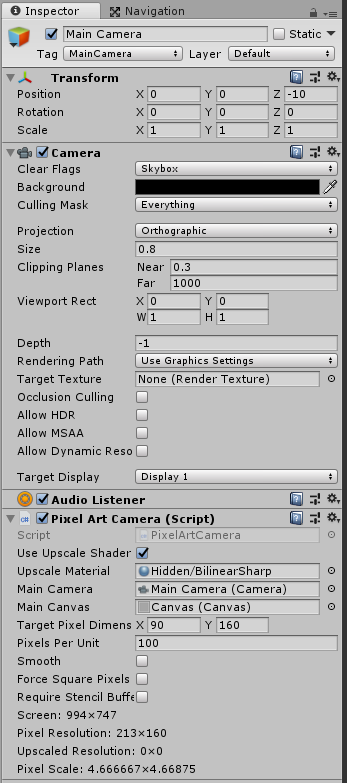 Inspector Navigation
Main Camera Static
Tag MainCamera Layer Default
Transform
Position X 0 Y 0 Z -10
Rotation X 0 Y 0 Z 0
Scale X 1 Y 1 Z 1
Camera
Clear Flags Skybox
Background
Culling Mask Everything
Projection Orthographic
Size 0.8
Clipping Planes Near 0.3
Far 1000
Viewport Rect X 0 Y 0
W 1 H 1
Depth -1
Rendering Path Use Graphics Settings
Target Texture None (Render Texture)
Occlusion Culling
Allow HDR
Allow MSAA
Allow Dynamic Reso
Target Display Display 1
Audio Listener
Pixel Art Camera (Script)
Script PixelArtCamera
Use Upscale Shader
Upscale Material Hidden/BilinearSharp
Main Camera Main Camera (Camera)
Main Canvas Canvas (Canvas)
Target Pixel Dimens X 90 Y 160
Pixels Per Unit 100
Smooth
Force Square Pixels
Require Stencil Buffe
Screen: 994×747
Pixel Resolution: 213×160
Upscaled Resolution: 0×0
Pixel Scale: 4.666667×4.66875